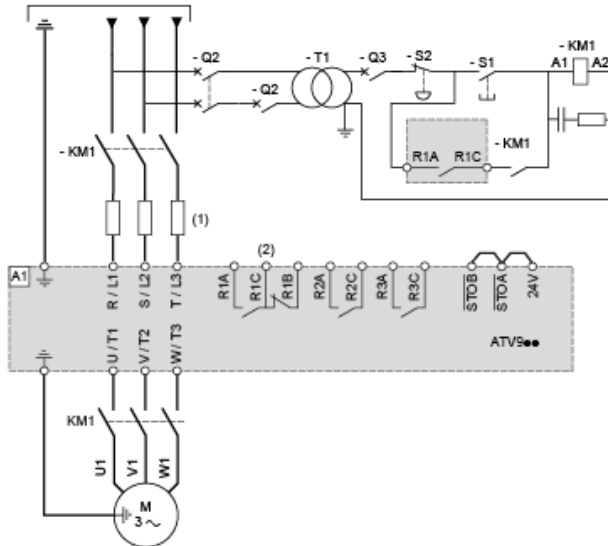 - Q2
- T1
- Q3
- S2
- S1
- KM1
A1
A2
- Q2
- KM1
R1A
R1C
- KM1
(1)
(2)
A1
R / L1
S / L2
T / L3
R1A
R1C
R1B
R2A
R2C
R3A
R3C
STOB
STOA
24V
U / T1
V / T2
W / T3
ATV9●●
KM1
U1
V1
W1
M
3 ~